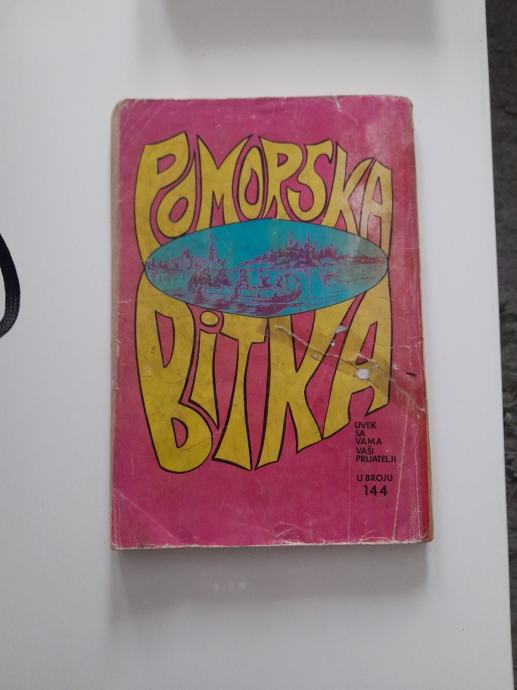 POMORSKA
BITKA
UVEK
SA
VAMA
VAŠI
PRIJATELJI
U BROJU
144